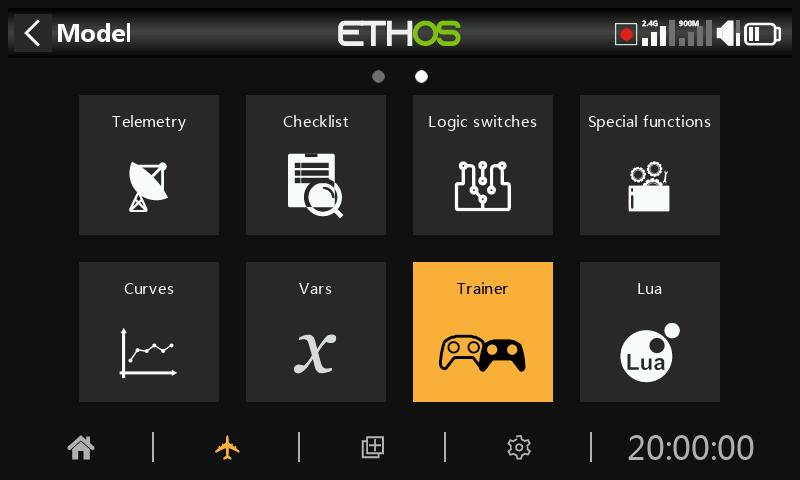 Model
ETHOS
2.4G
900M
Telemetry
Checklist
Logic switches
Special functions
Curves
Vars
Trainer
Lua
x
Lua
20:00:00